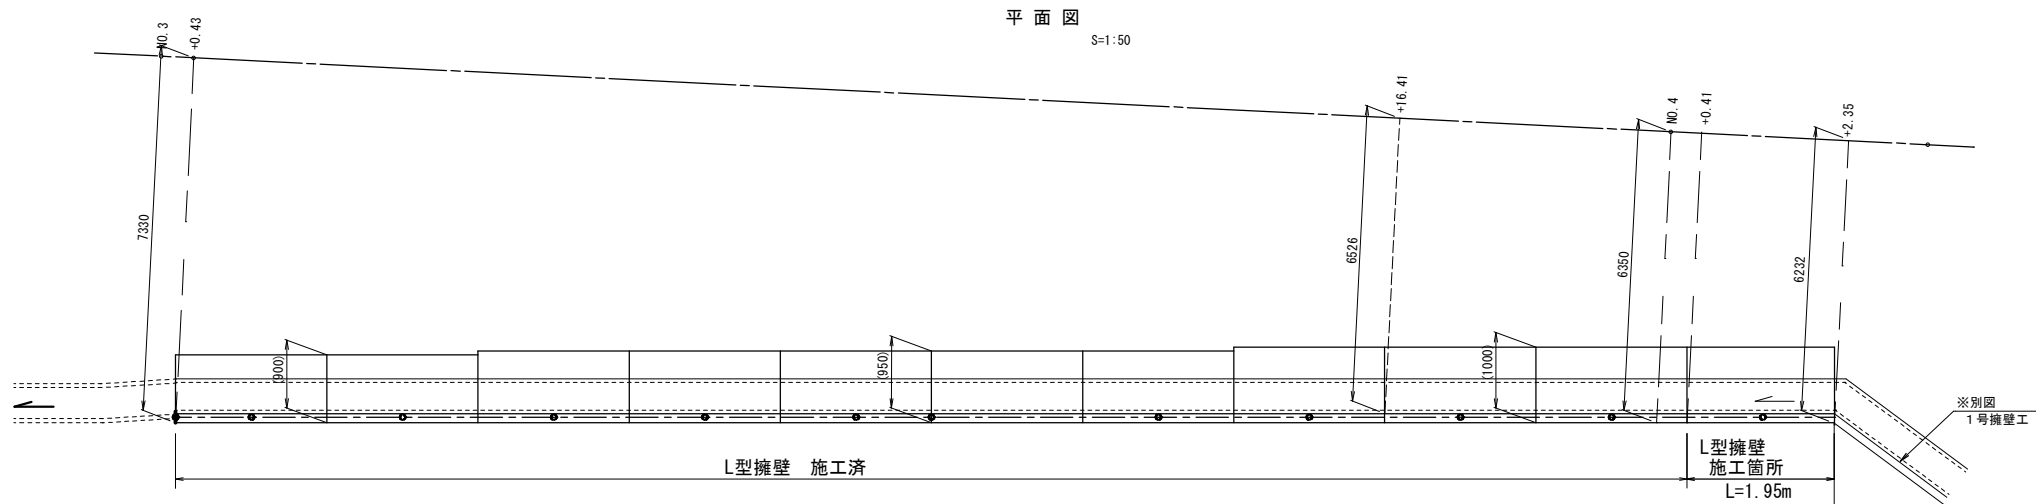 平 面 図
S=1:50
NO.3
+0.43
+16.41
NO.4
+0.41
+2.35
7330
6526
6350
6232
(900)
(950)
(1000)
※別図
1号擁壁工
L型擁壁 施工済
L型擁壁
施工箇所
L=1.95m